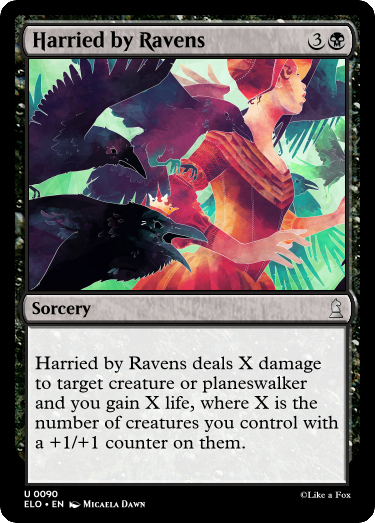 Harried by Ravens 3
Sorcery
Harried by Ravens deals X damage
to target creature or planeswalker
and you gain X life, where X is the
number of creatures you control with
a +1/+1 counter on them.
U 0090
ELO • EN Micaela Dawn
©Like a Fox